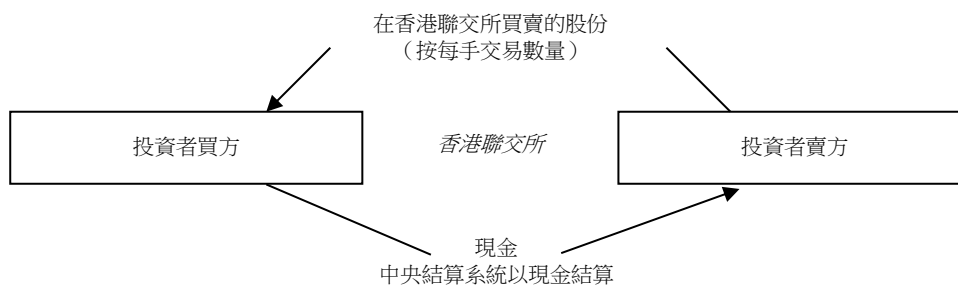 在香港聯交所買賣的股份
（按每手交易數量）
投資者買方
香港聯交所
投資者賣方
現金
中央結算系統以現金結算